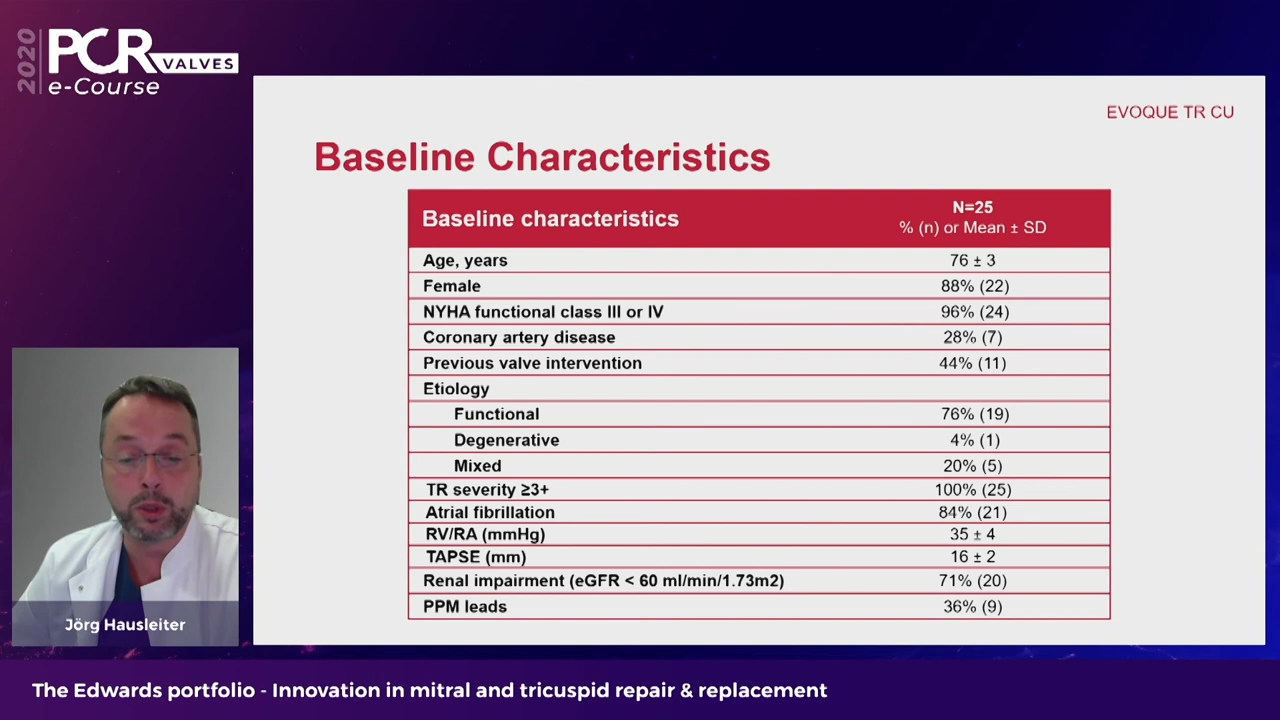 2020
PCR VALVES
e-Course
EVOQUE TR CU
Baseline Characteristics
Baseline characteristics N=25
% (n) or Mean ± SD
Age, years 76 ± 3
Female 88% (22)
NYHA functional class III or IV 96% (24)
Coronary artery disease 28% (7)
Previous valve intervention 44% (11)
Etiology
Functional 76% (19)
Degenerative 4% (1)
Mixed 20% (5)
TR severity ≥3+ 100% (25)
Atrial fibrillation 84% (21)
RV/RA (mmHg) 35 ± 4
TAPSE (mm) 16 ± 2
Renal impairment (eGFR < 60 ml/min/1.73m2) 71% (20)
PPM leads 36% (9)
Jörg Hausleiter
The Edwards portfolio - Innovation in mitral and tricuspid repair & replacement